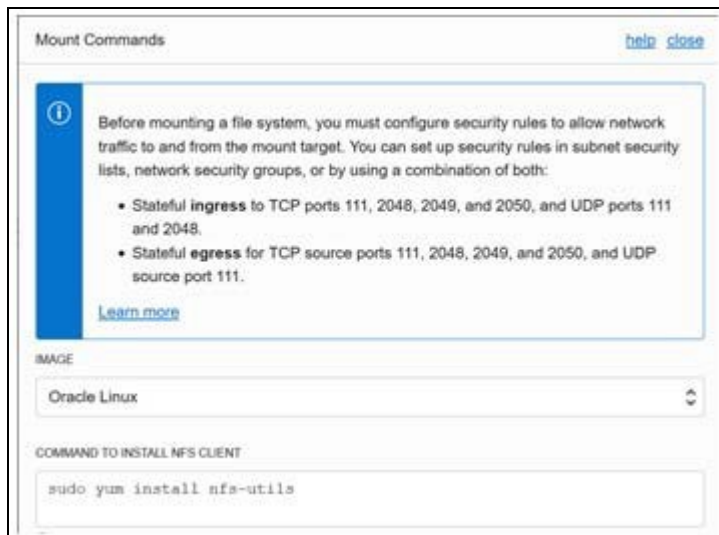 Mount Commands help close
Before mounting a file system, you must configure security rules to allow network
traffic to and from the mount target. You can set up security rules in subnet security
lists, network security groups, or by using a combination of both:
• Stateful ingress to TCP ports 111, 2048, 2049, and 2050, and UDP ports 111
and 2048.
• Stateful egress for TCP source ports 111, 2048, 2049, and 2050, and UDP
source port 111.
Learn more
IMAGE
Oracle Linux
COMMAND TO INSTALL NFS CLIENT
sudo yum install nfs-utils